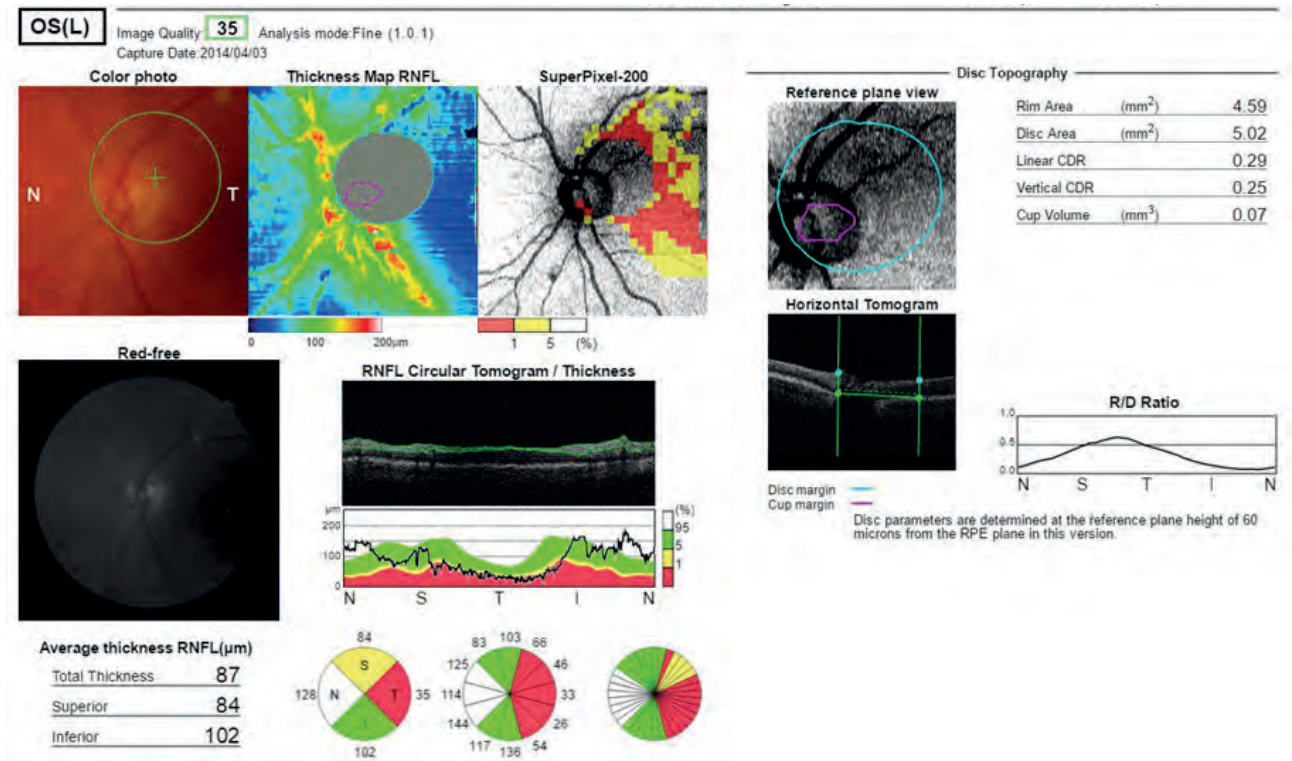 OS(L) Image Quality 35 Analysis mode:Fine (1.0.1)
Capture Date:2014/04/03
Color photo
N T
Thickness Map RNFL
0 100 200μm
SuperPixel-200
1 5 (%)
Red-free
RNFL Circular Tomogram / Thickness
μm (%)
200 95
100 5
0 1
N S T I N
Average thickness RNFL(μm)
Total Thickness 87
Superior 84
Inferior 102
84
128 N S T 35
I
102
83 103 66
125 46
114 33
144 26
117 136 54
Disc Topography
Reference plane view
Rim Area (mm²) 4.59
Disc Area (mm²) 5.02
Linear CDR 0.29
Vertical CDR 0.25
Cup Volume (mm³) 0.07
Horizontal Tomogram
Disc margin
Cup margin
R/D Ratio
1.0
0.5
0.0
N S T I N
Disc parameters are determined at the reference plane height of 60
microns from the RPE plane in this version.